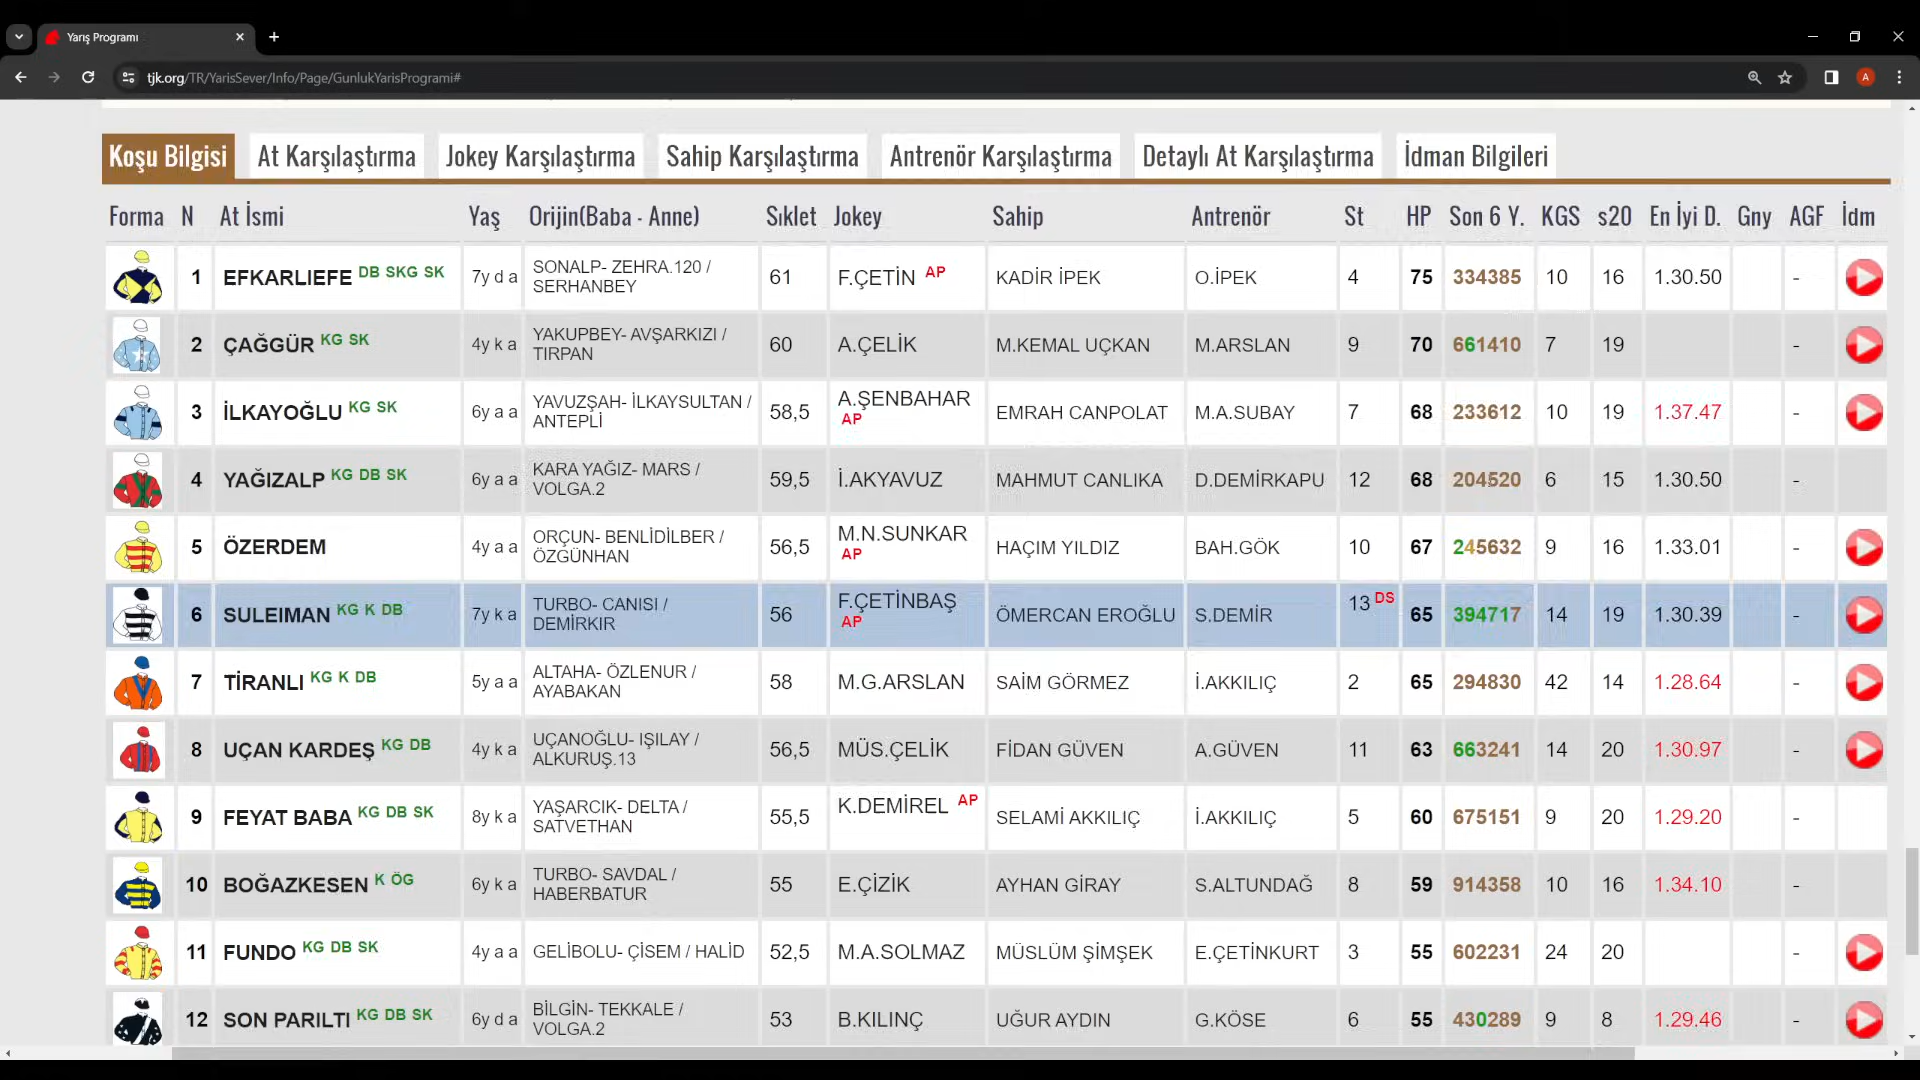 Yarış Programı
tjk.org/TR/YarisSever/Info/Page/GunlukYarisProgrami#
A
Koşu Bilgisi At Karşılaştırma Jokey Karşılaştırma Sahip Karşılaştırma Antrenör Karşılaştırma Detaylı At Karşılaştırma İdman Bilgileri
Forma N At İsmi Yaş Orijin(Baba - Anne) Sıklet Jokey Sahip Antrenör St HP Son 6 Y. KGS s20 En İyi D. Gny AGF İdm
1 EFKARLIEFE DB SKG SK 7y d a SONALP- ZEHRA.120 / SERHANBEY 61 F.ÇETİN AP KADİR İPEK O.İPEK 4 75 334385 10 16 1.30.50 -
2 ÇAĞGÜR KG SK 4y k a YAKUPBEY- AVŞARKIZI / TIRPAN 60 A.ÇELİK M.KEMAL UÇKAN M.ARSLAN 9 70 661410 7 19 -
3 İLKAYOĞLU KG SK 6y a a YAVUZŞAH- İLKAYSULTAN / ANTEPLİ 58,5 A.ŞENBAHAR AP EMRAH CANPOLAT M.A.SUBAY 7 68 233612 10 19 1.37.47 -
4 YAĞIZALP KG DB SK 6y a a KARA YAĞIZ- MARS / VOLGA.2 59,5 İ.AKYAVUZ MAHMUT CANLIKA D.DEMİRKAPU 12 68 204520 6 15 1.30.50 -
5 ÖZERDEM 4y a a ORÇUN- BENLİDİLBER / ÖZGÜNHAN 56,5 M.N.SUNKAR AP HAÇIM YILDIZ BAH.GÖK 10 67 245632 9 16 1.33.01 -
6 SULEIMAN KG K DB 7y k a TURBO- CANISI / DEMİRKIR 56 F.ÇETİNBAŞ AP ÖMERCAN EROĞLU S.DEMİR 13 DS 65 394717 14 19 1.30.39 -
7 TİRANLI KG K DB 5y a a ALTAHA- ÖZLENUR / AYABAKAN 58 M.G.ARSLAN SAİM GÖRMEZ İ.AKKILIÇ 2 65 294830 42 14 1.28.64 -
8 UÇAN KARDEŞ KG DB 4y k a UÇANOĞLU- IŞILAY / ALKURUŞ.13 56,5 MÜS.ÇELİK FİDAN GÜVEN A.GÜVEN 11 63 663241 14 20 1.30.97 -
9 FEYAT BABA KG DB SK 8y k a YAŞARCIK- DELTA / SATVETHAN 55,5 K.DEMİREL AP SELAMİ AKKILIÇ İ.AKKILIÇ 5 60 675151 9 20 1.29.20 -
10 BOĞAZKESEN K ÖG 6y k a TURBO- SAVDAL / HABERBATUR 55 E.ÇİZİK AYHAN GİRAY S.ALTUNDAĞ 8 59 914358 10 16 1.34.10 -
11 FUNDO KG DB SK 4y a a GELİBOLU- ÇİSEM / HALİD 52,5 M.A.SOLMAZ MÜSLÜM ŞİMŞEK E.ÇETİNKURT 3 55 602231 24 20 -
12 SON PARILTI KG DB SK 6y d a BİLGİN- TEKKALE / VOLGA.2 53 B.KILINÇ UĞUR AYDIN G.KÖSE 6 55 430289 9 8 1.29.46 -